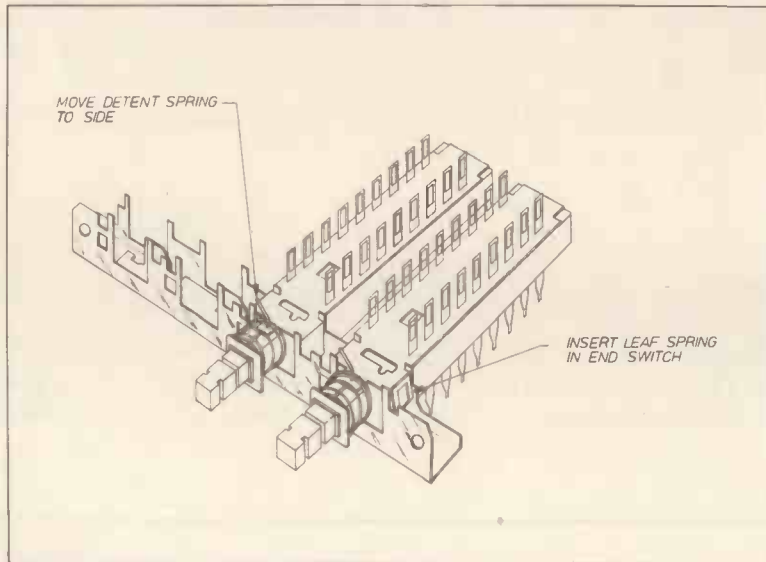 MOVE DETENT SPRING
TO SIDE
INSERT LEAF SPRING
IN END SWITCH